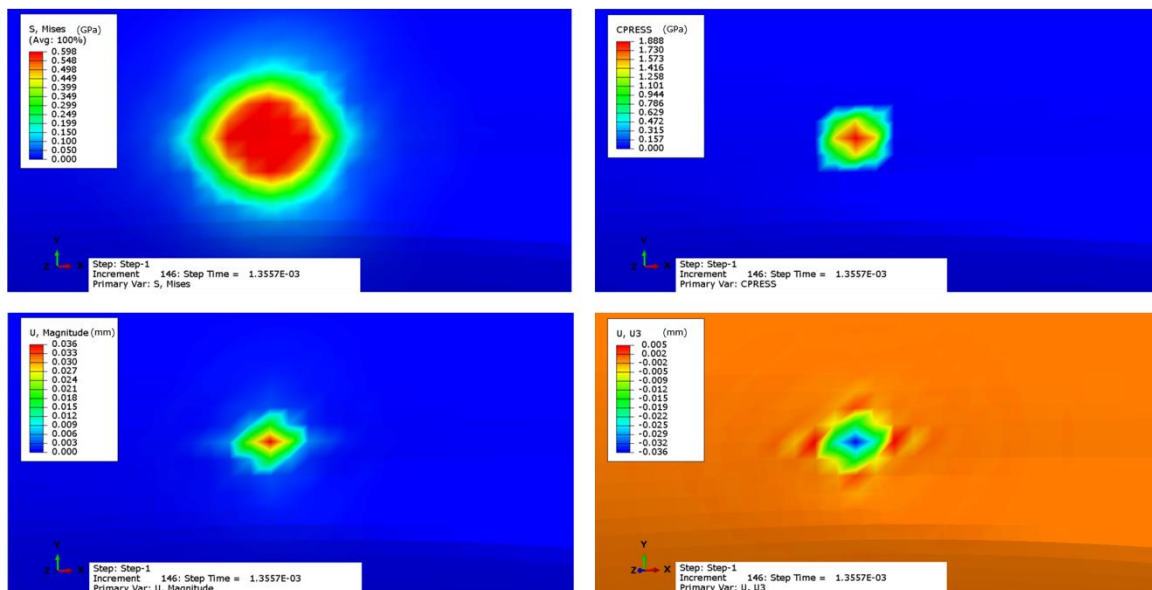 S, Mises (GPa)
(Avg: 100%)
0.598
0.548
0.498
0.449
0.399
0.349
0.299
0.249
0.199
0.150
0.100
0.050
0.000
Y
Z X
Step: Step-1
Increment 146: Step Time = 1.3557E-03
Primary Var: S, Mises
CPRESS (GPa)
1.888
1.730
1.573
1.416
1.258
1.101
0.944
0.786
0.629
0.472
0.315
0.157
0.000
Y
Z X
Step: Step-1
Increment 146: Step Time = 1.3557E-03
Primary Var: CPRESS
U, Magnitude (mm)
0.036
0.033
0.030
0.027
0.024
0.021
0.018
0.015
0.012
0.009
0.006
0.003
0.000
Y
Z X
Step: Step-1
Increment 146: Step Time = 1.3557E-03
Primary Var: U, Magnitude
U, U3 (mm)
0.005
0.002
-0.002
-0.005
-0.009
-0.012
-0.015
-0.019
-0.022
-0.025
-0.029
-0.032
-0.036
Y
Z X
Step: Step-1
Increment 146: Step Time = 1.3557E-03
Primary Var: U, U3